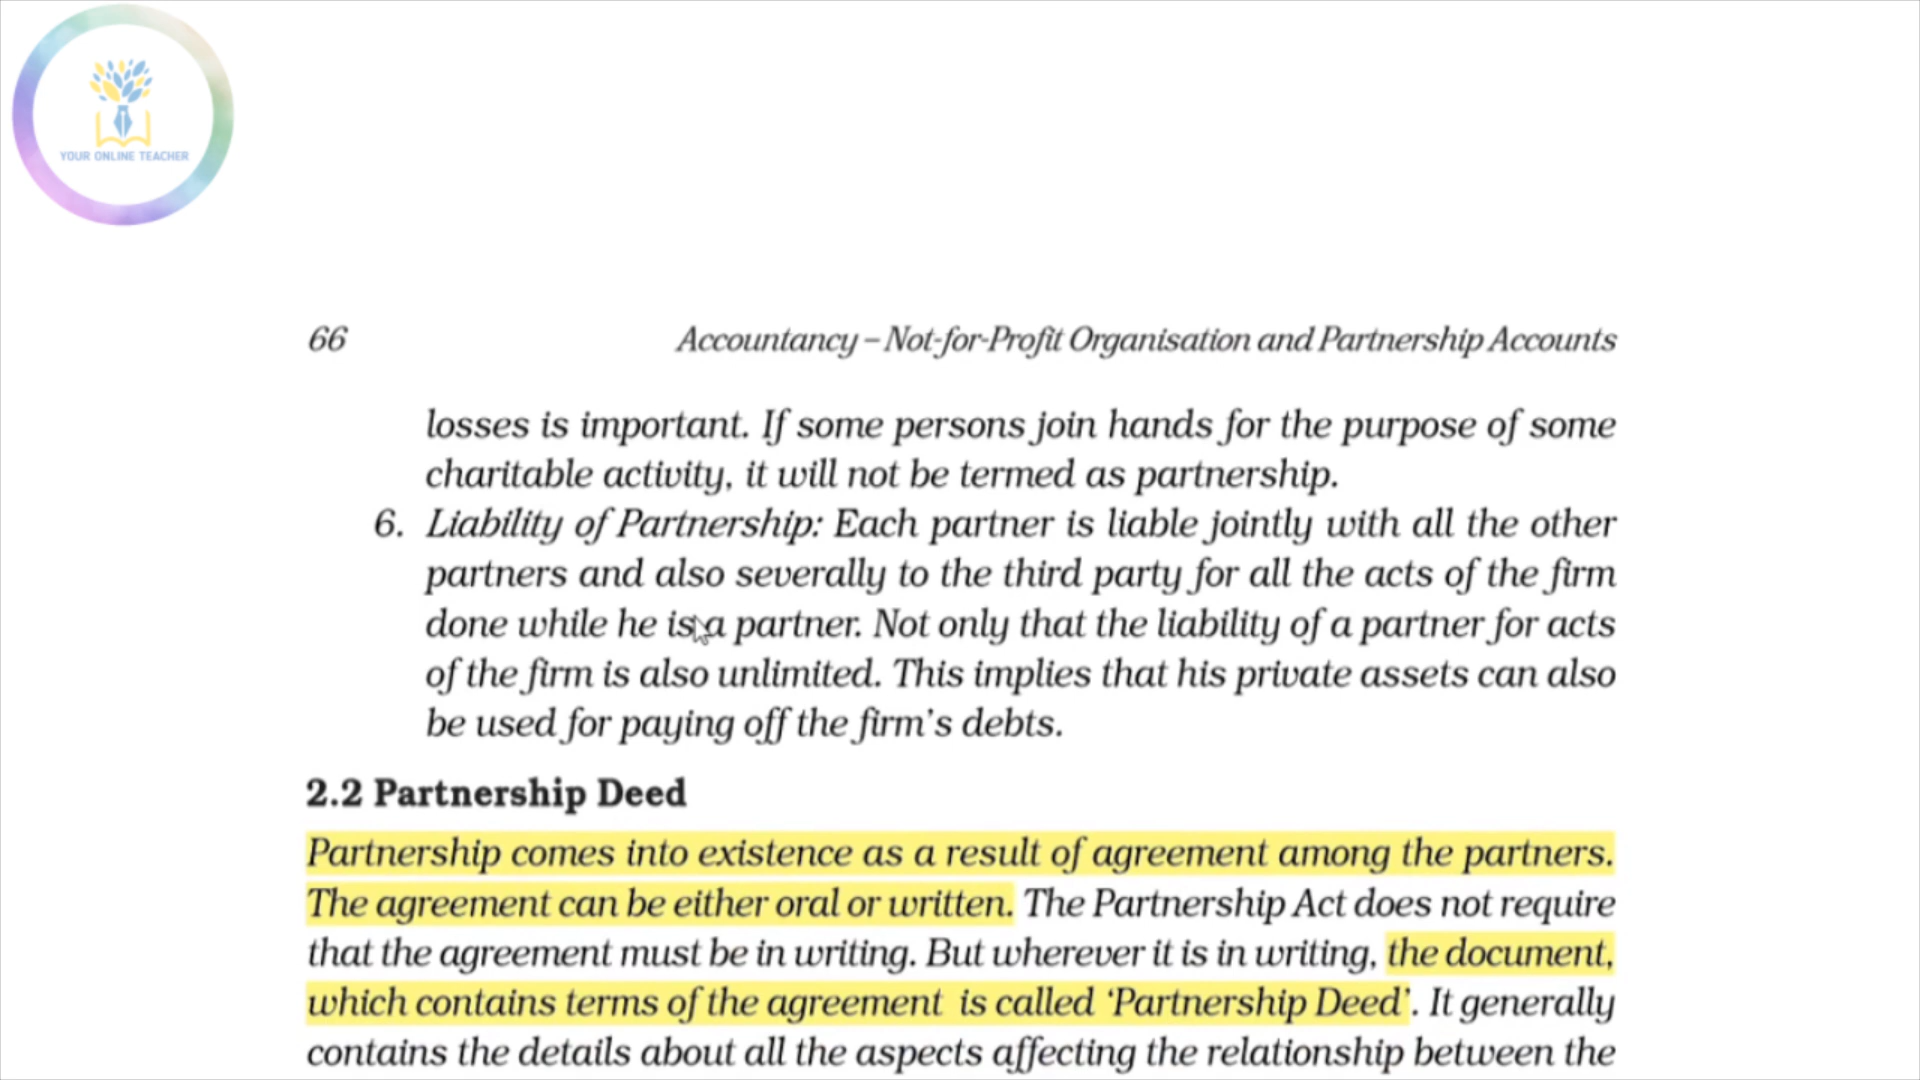 YOUR ONLINE TEACHER
66 Accountancy – Not-for-Profit Organisation and Partnership Accounts
losses is important. If some persons join hands for the purpose of some
charitable activity, it will not be termed as partnership.
6. Liability of Partnership: Each partner is liable jointly with all the other
partners and also severally to the third party for all the acts of the firm
done while he is a partner. Not only that the liability of a partner for acts
of the firm is also unlimited. This implies that his private assets can also
be used for paying off the firm's debts.
2.2 Partnership Deed
Partnership comes into existence as a result of agreement among the partners.
The agreement can be either oral or written. The Partnership Act does not require
that the agreement must be in writing. But wherever it is in writing, the document,
which contains terms of the agreement is called ‘Partnership Deed’. It generally
contains the details about all the aspects affecting the relationship between the